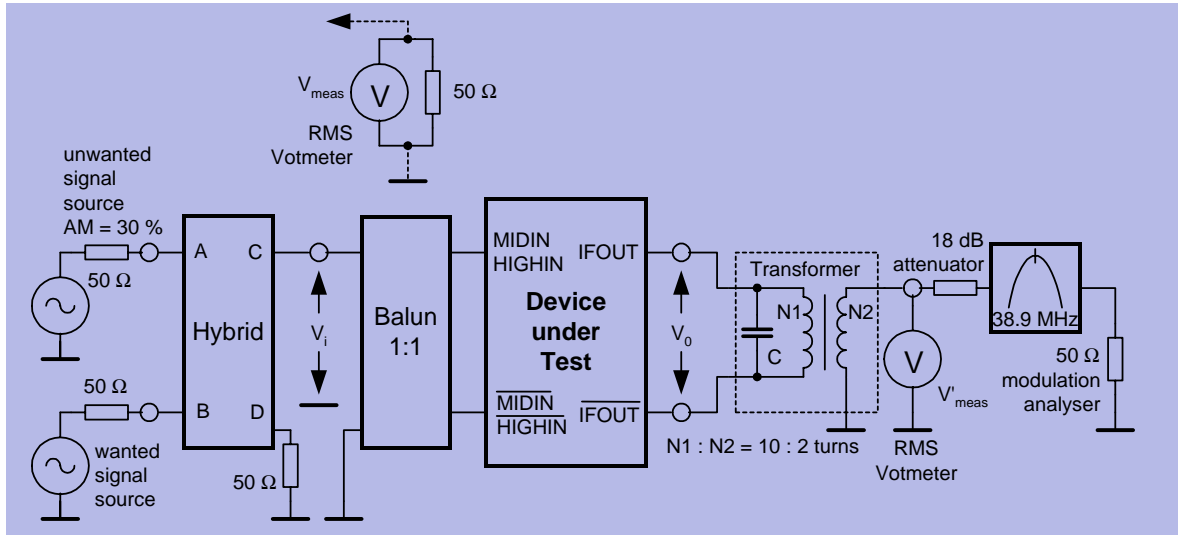 V meas
50 Ω
RMS
Votmeter
unwanted
signal
source
AM = 30 %
50 Ω
A
C
Hybrid
V i
Balun
1:1
MIDIN
HIGHIN
IFOUT
Device
under
Test
V 0
Transformer
N1
N2
C
18 dB
attenuator
38.9 MHz
V
V
V' meas
50 Ω
modulation
analyser
50 Ω
B
D
wanted
signal
source
50 Ω
MIDIN
HIGHIN
IFOUT
N1 : N2 = 10 : 2 turns
RMS
Votmeter